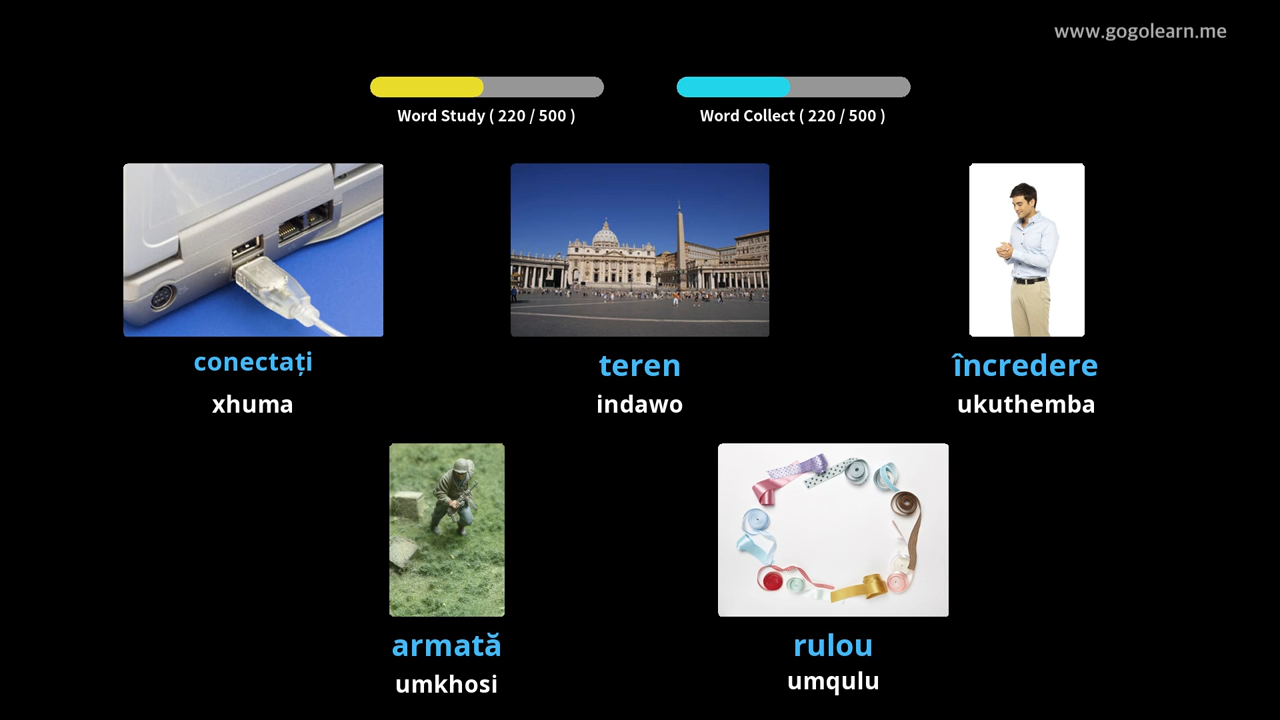 www.gogolearn.me
Word Study ( 220 / 500 )
Word Collect ( 220 / 500 )
conectați
xhuma
teren
indawo
încredere
ukuthemba
armată
umkhosi
rulou
umqulu